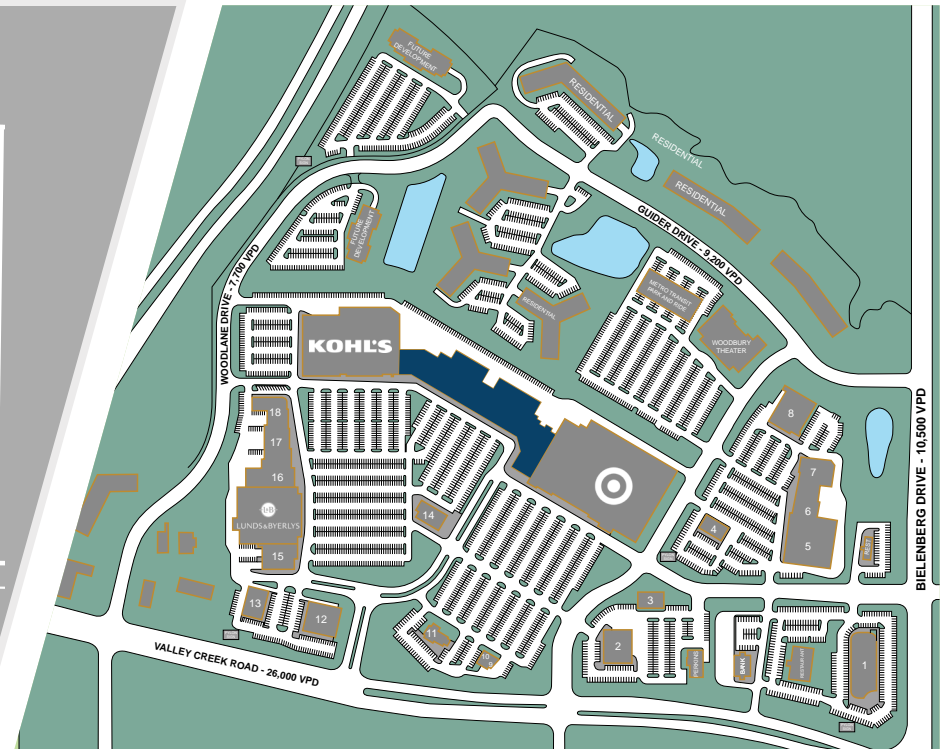 FUTURE
DEVELOPMENT
RESIDENTIAL
RESIDENTIAL
RESIDENTIAL
FUTURE
DEVELOPMENT
GUIDER DRIVE - 9,200 VPD
WOODLANE DRIVE - 7,700 VPD
METRO TRANSIT
PARK AND RIDE
RESIDENTIAL
WOODBURY
THEATER
KOHL'S
BIELENBERG DRIVE - 10,500 VPD
18
17
16
L&B
LUNDS&BYERLYS
15
14
8
7
6
5
4
13
12
11
10
9
3
2
1
PERKINS
BANK
RESTAURANT
VALLEY CREEK ROAD - 26,000 VPD